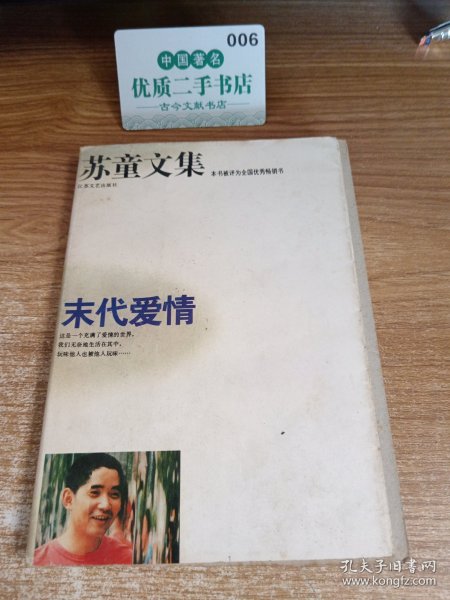 006
中国著名
优质二手书店
古今文献书店
苏童文集
本书被评为全国优秀畅销书
江苏文艺出版社
末代爱情
这是一个充满了爱情的世界,
我们无奈地生活在其中,
玩味他人也被他人玩味……
孔夫子旧书网
www.kongfz.com